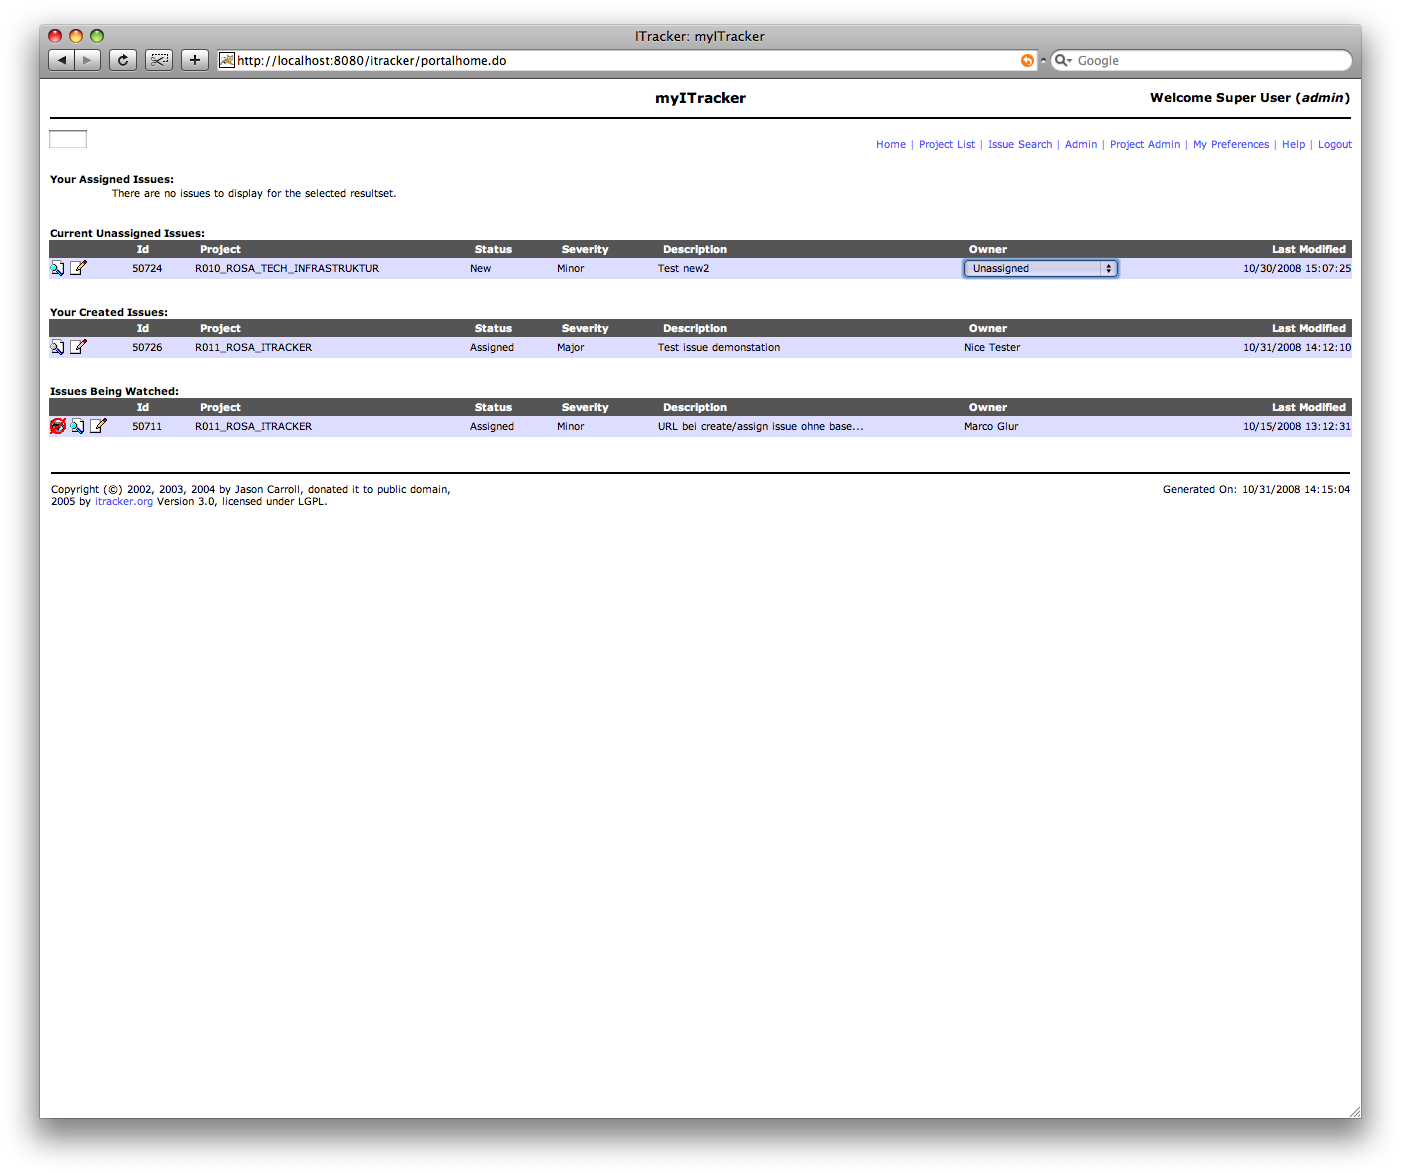 ITracker: myITracker
http://localhost:8080/itracker/portalhome.do
Google
myITracker
Welcome Super User (admin)
Home | Project List | Issue Search | Admin | Project Admin | My Preferences | Help | Logout
Your Assigned Issues:
There are no issues to display for the selected resultset.
Current Unassigned Issues:
Id Project Status Severity Description Owner Last Modified
50724 R010_ROSA_TECH_INFRASTRUKTUR New Minor Test new2 Unassigned 10/30/2008 15:07:25
Your Created Issues:
Id Project Status Severity Description Owner Last Modified
50726 R011_ROSA_ITRACKER Assigned Major Test issue demonstation Nice Tester 10/31/2008 14:12:10
Issues Being Watched:
Id Project Status Severity Description Owner Last Modified
50711 R011_ROSA_ITRACKER Assigned Minor URL bei create/assign issue ohne base... Marco Glur 10/15/2008 13:12:31
Copyright (©) 2002, 2003, 2004 by Jason Carroll, donated it to public domain,
2005 by itracker.org Version 3.0, licensed under LGPL.
Generated On: 10/31/2008 14:15:04